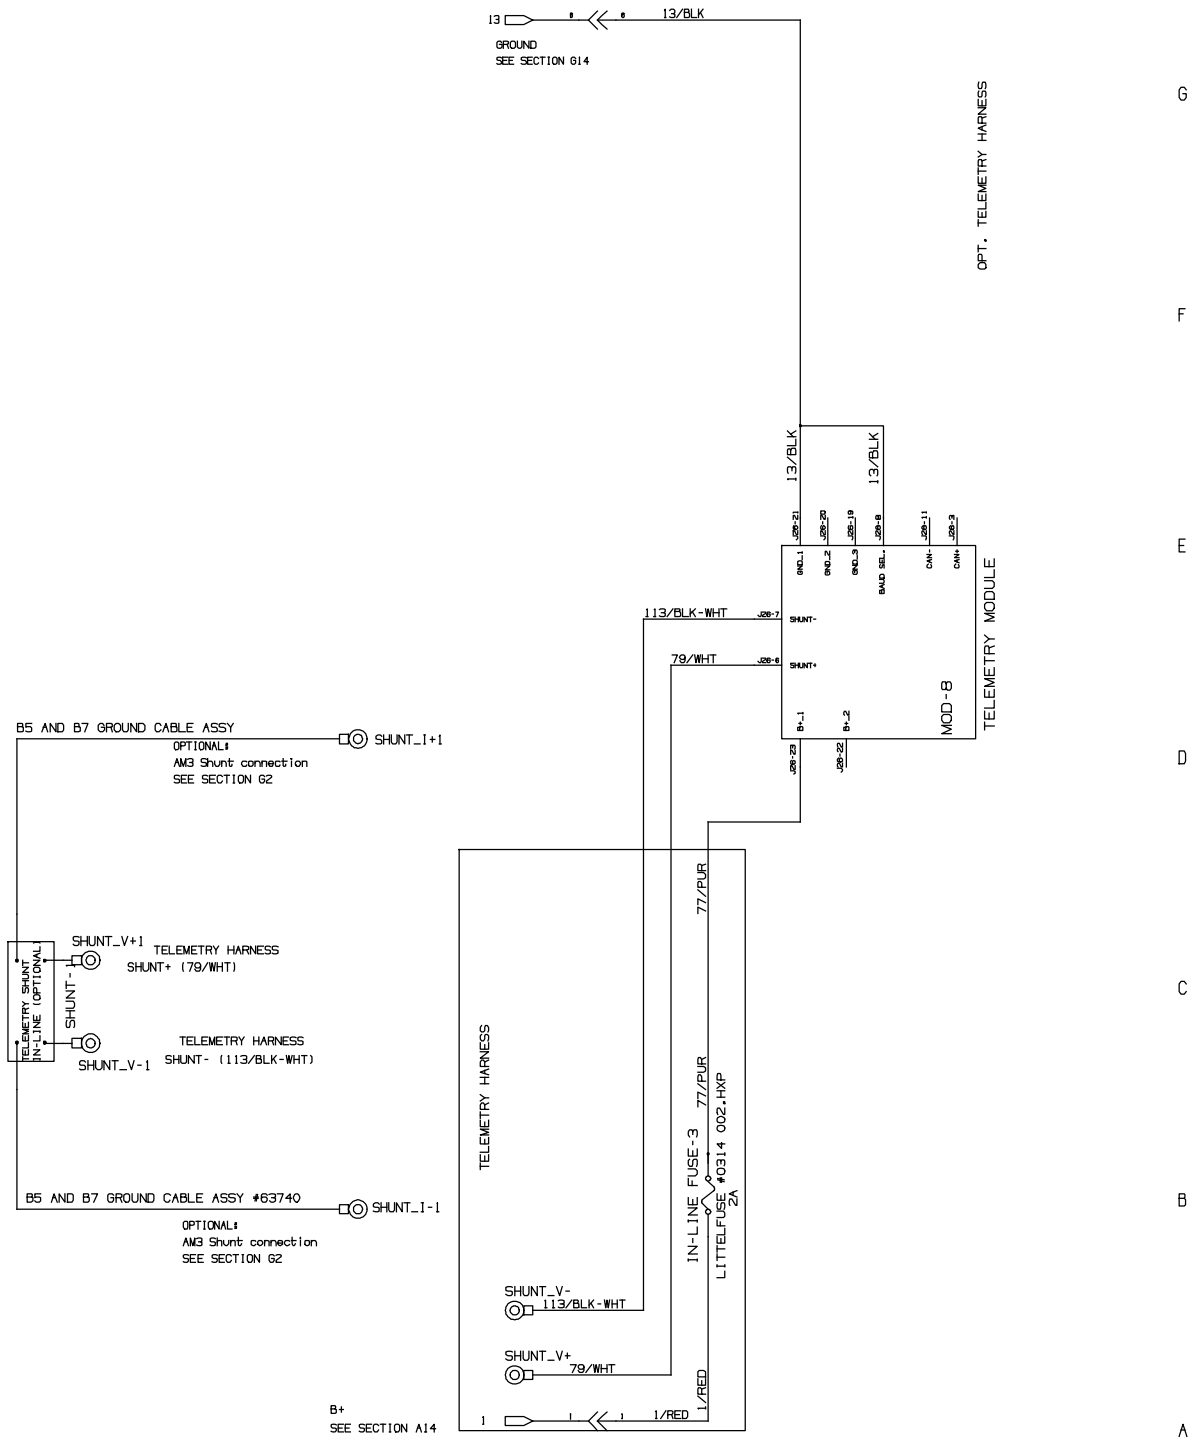 13
8
8
13/BLK
GROUND
SEE SECTION G14
G
OPT. TELEMETRY HARNESS
F
13/BLK
13/BLK
J26-21
J26-20
J26-19
J26-8
J26-11
J26-3
E
GND_1
GND_2
GND_3
BAUD SEL.
CAN-
CAN+
113/BLK-WHT
J26-7
SHUNT-
79/WHT
J26-6
SHUNT+
TELEMETRY MODULE
MOD-8
B+_1
B+_2
J26-23
J26-22
B5 AND B7 GROUND CABLE ASSY
SHUNT_I+1
OPTIONAL:
AM3 Shunt connection
SEE SECTION G2
D
77/PUR
SHUNT_V+1
TELEMETRY HARNESS
SHUNT+ (79/WHT)
TELEMETRY SHUNT
IN-LINE (OPTIONAL)
SHUNT-1
C
TELEMETRY HARNESS
SHUNT- (113/BLK-WHT)
SHUNT_V-1
TELEMETRY HARNESS
77/PUR
IN-LINE FUSE-3
LITTELFUSE #0314 002.HXP
2A
B5 AND B7 GROUND CABLE ASSY #63740
SHUNT_I-1
B
OPTIONAL:
AM3 Shunt connection
SEE SECTION G2
SHUNT_V-
113/BLK-WHT
SHUNT_V+
79/WHT
1/RED
B+
SEE SECTION A14
1
1
1
1/RED
A